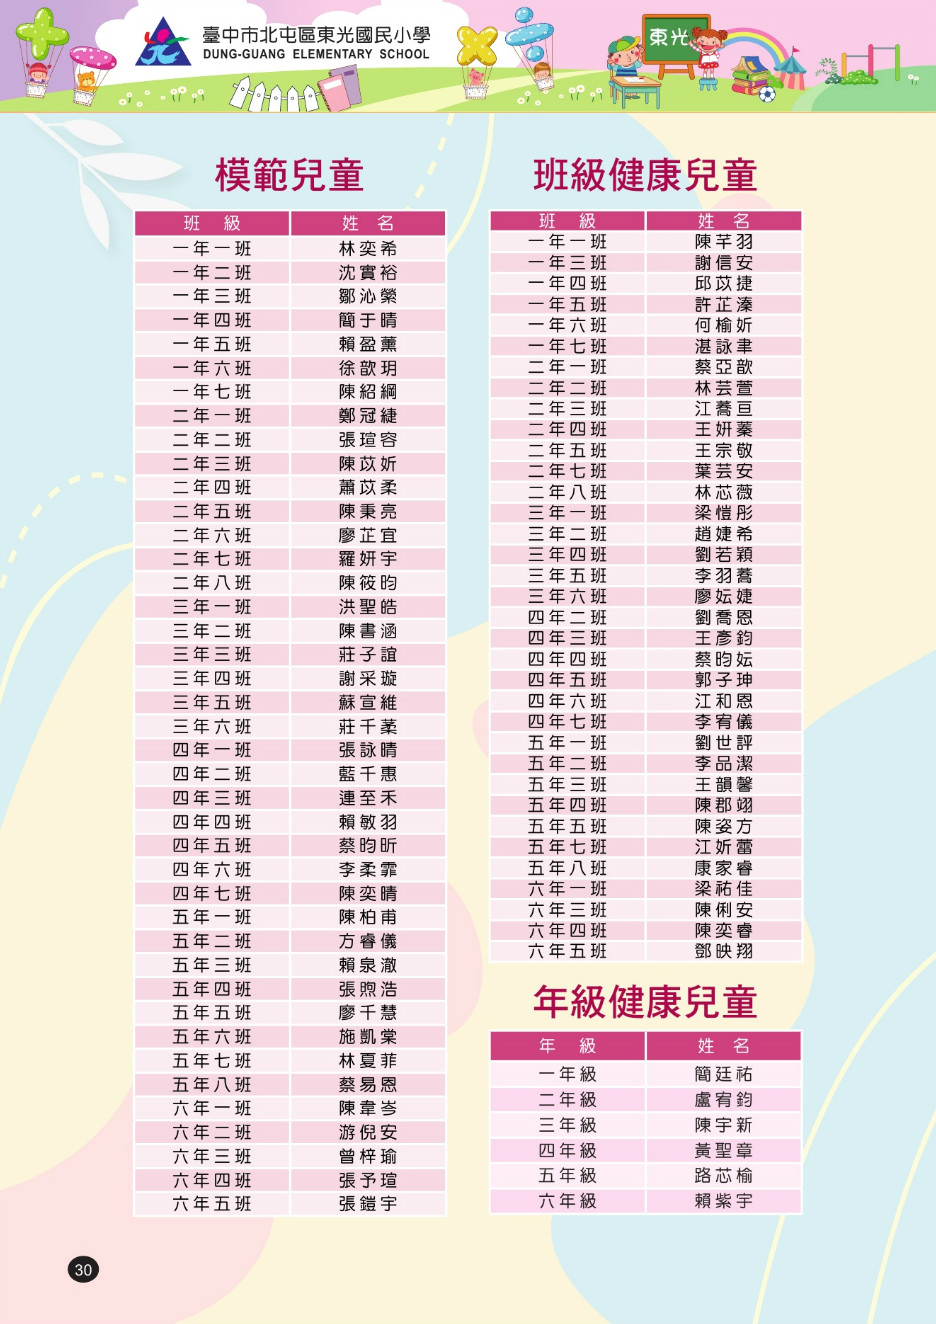 臺中市北屯區東光國民小學
DUNG-GUANG ELEMENTARY SCHOOL
東光
模範兒童
班 級 姓 名
一年一班 林奕希
一年二班 沈實裕
一年三班 鄒沁縈
一年四班 簡于晴
一年五班 賴盈薰
一年六班 徐歆玥
一年七班 陳紹綱
二年一班 鄭冠緁
二年二班 張瑄容
二年三班 陳苡妡
二年四班 蕭苡柔
二年五班 陳秉亮
二年六班 廖芷宜
二年七班 羅妍宇
二年八班 陳筱昀
三年一班 洪聖皓
三年二班 陳書涵
三年三班 莊子誼
三年四班 謝采璇
三年五班 蘇宣維
三年六班 莊千葇
四年一班 張詠晴
四年二班 藍千惠
四年三班 連至禾
四年四班 賴敏羽
四年五班 蔡昀昕
四年六班 李柔霏
四年七班 陳奕晴
五年一班 陳柏甫
五年二班 方睿儀
五年三班 賴泉澈
五年四班 張煦浩
五年五班 廖千慧
五年六班 施凱棠
五年七班 林夏菲
五年八班 蔡易恩
六年一班 陳韋岑
六年二班 游倪安
六年三班 曾梓瑜
六年四班 張予瑄
六年五班 張鎧宇
班級健康兒童
班 級 姓 名
一年一班 陳芊羽
一年三班 謝信安
一年四班 邱苡捷
一年五班 許芷溱
一年六班 何榆妡
一年七班 湛詠聿
二年一班 蔡亞歆
二年二班 林芸萱
二年三班 江蕎亘
二年四班 王妍蓁
二年五班 王宗敬
二年七班 葉芸安
二年八班 林芯薇
三年一班 梁愷彤
三年二班 趙婕希
三年四班 劉若穎
三年五班 李羽蕎
三年六班 廖妘婕
四年二班 劉喬恩
四年三班 王彥鈞
四年四班 蔡昀妘
四年五班 郭子珅
四年六班 江和恩
四年七班 李宥儀
五年一班 劉世評
五年二班 李品潔
五年三班 王韻馨
五年四班 陳郡翊
五年五班 陳姿方
五年七班 江妡蕾
五年八班 康家睿
六年一班 梁祐佳
六年三班 陳俐安
六年四班 陳奕睿
六年五班 鄧映翔
年級健康兒童
年 級 姓 名
一年級 簡廷祐
二年級 盧宥鈞
三年級 陳宇新
四年級 黃聖章
五年級 路芯榆
六年級 賴紫宇
30